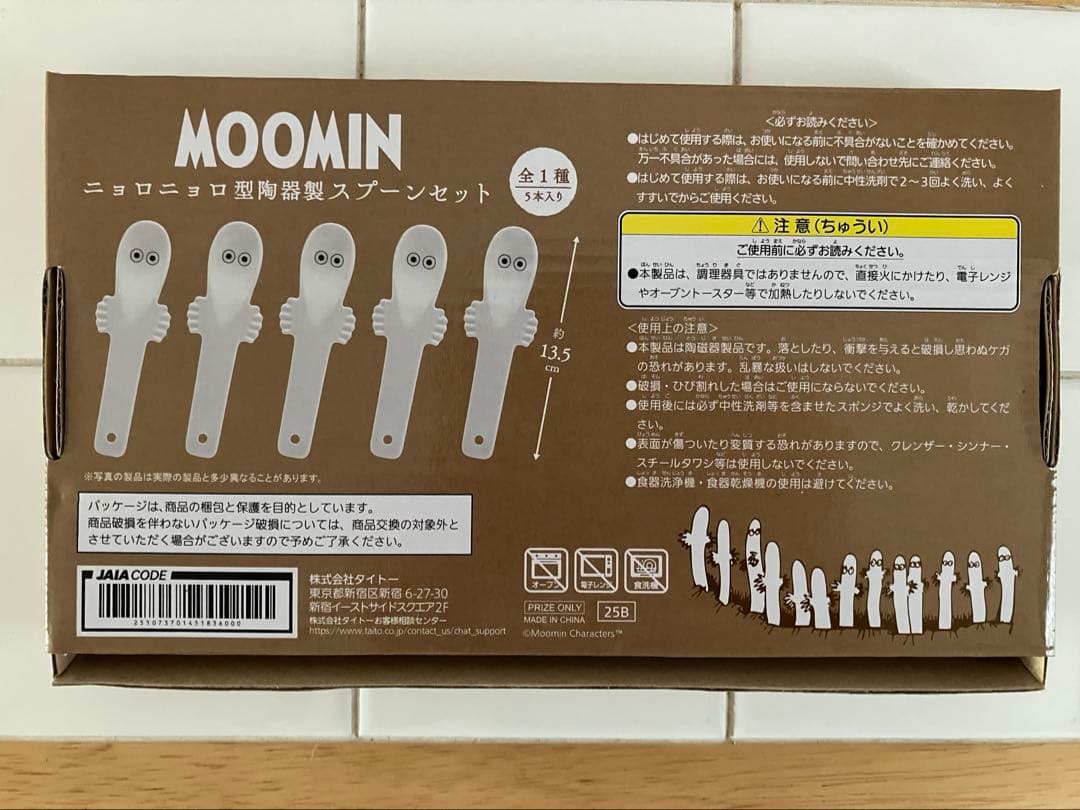 MOOMIN
ニョロニョロ型陶器製スプーンセット
全1種
5本入り
約
13.5
cm
※写真の製品は実際の製品と多少異なることがあります。
パッケージは、商品の梱包と保護を目的としています。
商品破損を伴わないパッケージ破損については、商品交換の対象外と
させていただく場合がございますので予めご了承ください。
JAIA CODE
2310737014518 36000
株式会社タイトー
東京都新宿区新宿 6-27-30
新宿イーストサイドスクエア2F
株式会社タイトーお客様相談センター
https://www.taito.co.jp/contact_us/chat_support
<必ずお読みください>
●はじめて使用する際は、お使いになる前に不具合がないことを確かめてください。
万一不具合があった場合には、使用しないで問い合わせ先にご連絡ください。
●はじめて使用する際は、お使いになる前に中性洗剤で2〜3回よく洗い、よく
すすいでからご使用ください。
⚠注意(ちゅうい)
ご使用前に必ずお読みください。
●本製品は、調理器具ではありませんので、直接火にかけたり、電子レンジ
やオーブントースター等で加熱したりしないでください。
<使用上の注意>
●本製品は陶磁器製品です。落としたり、衝撃を与えると破損し思わぬケガ
の恐れがあります。乱暴な扱いはしないでください。
●破損・ひび割れした場合はご使用にならないでください。
●使用後には必ず中性洗剤等を含ませたスポンジでよく洗い、乾かしてくだ
さい。
●表面が傷ついたり変質する恐れがありますので、クレンザー・シンナー・
スチールタワシ等は使用しないでください。
●食器洗浄機・食器乾燥機の使用は避けてください。
オーブン
電子レンジ
食洗機
PRIZE ONLY
MADE IN CHINA
25B
©Moomin Characters™